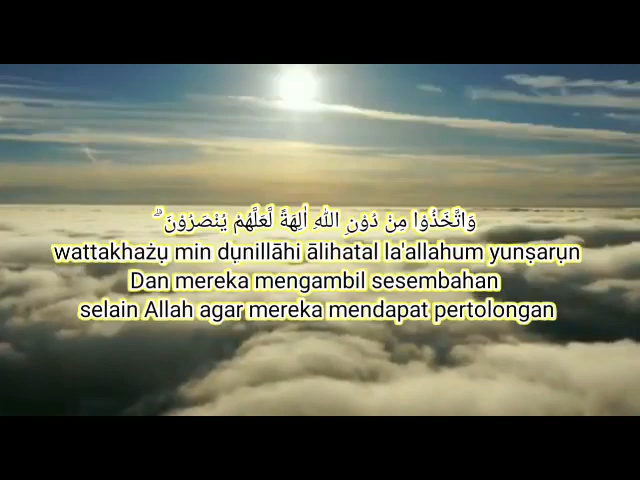 وَاتَّخَذُوْا مِنْ دُوْنِ اللّٰهِ اٰلِهَةً لَّعَلَّهُمْ يُنْصَرُوْنَ ۗ
wattakhażụ min dụnillāhi ālihatal la'allahum yunṣarụn
Dan mereka mengambil sesembahan
selain Allah agar mereka mendapat pertolongan